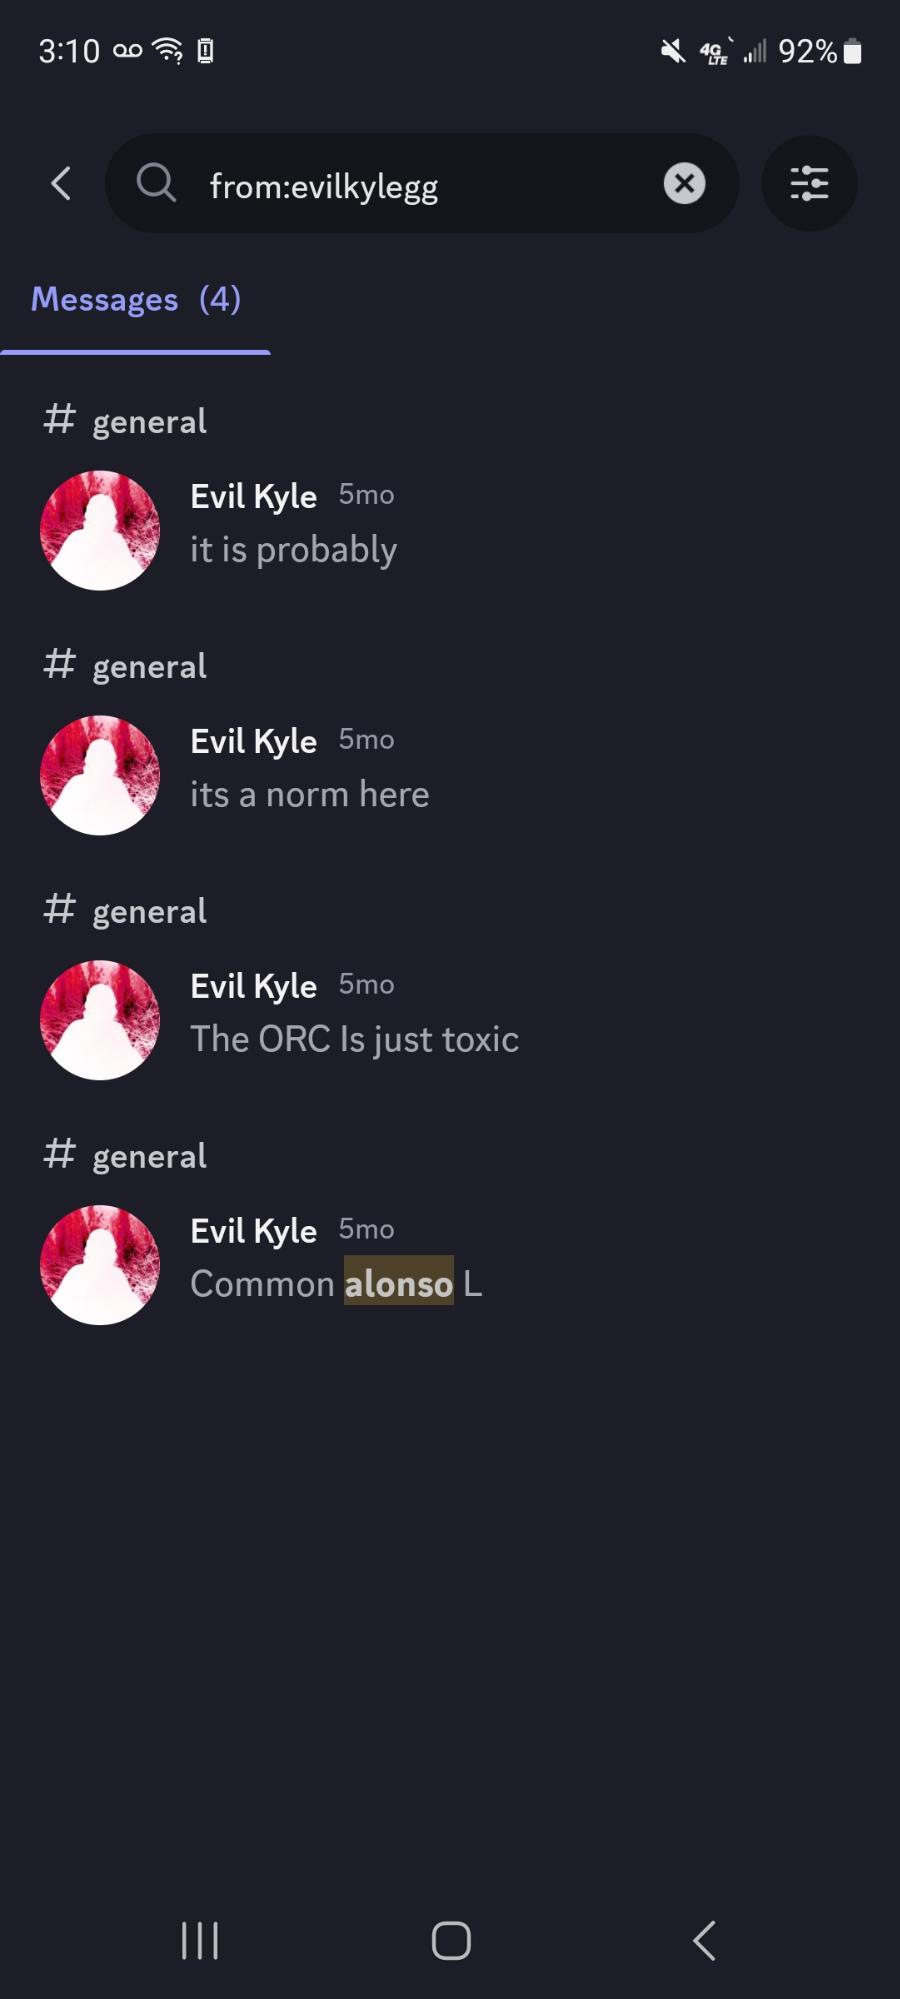 3:10 4G LTE 92%
from:evilkylegg
Messages (4)
# general
Evil Kyle 5mo
it is probably
# general
Evil Kyle 5mo
its a norm here
# general
Evil Kyle 5mo
The ORC Is just toxic
# general
Evil Kyle 5mo
Common alonso L